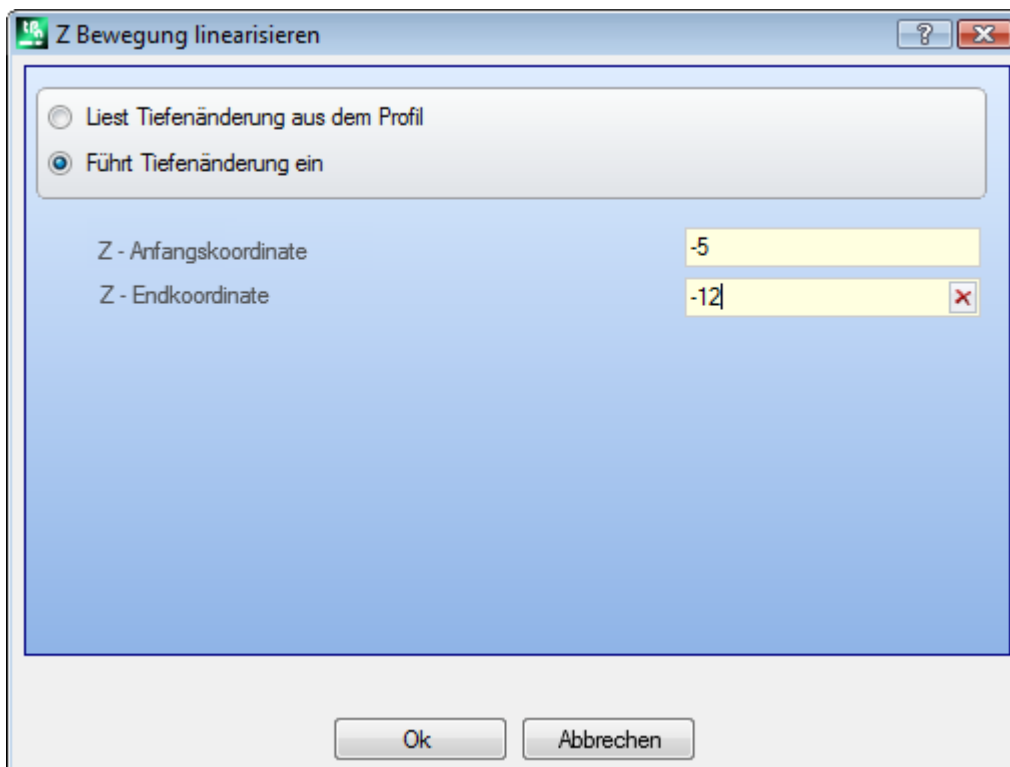 Z Bewegung linearisieren
Liest Tiefenänderung aus dem Profil
Führt Tiefenänderung ein
Z - Anfangskoordinate
-5
Z - Endkoordinate
-12
Ok
Abbrechen